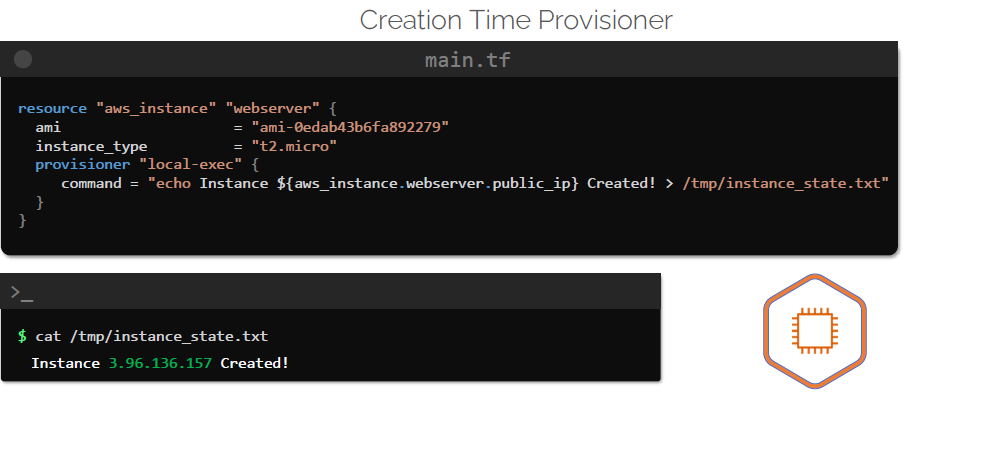 Creation Time Provisioner
main.tf
resource "aws_instance" "webserver" {
ami = "ami-0edab43b6fa892279"
instance_type = "t2.micro"
provisioner "local-exec" {
command = "echo Instance ${aws_instance.webserver.public_ip} Created! > /tmp/instance_state.txt"
}
}
>_
$ cat /tmp/instance_state.txt
Instance 3.96.136.157 Created!